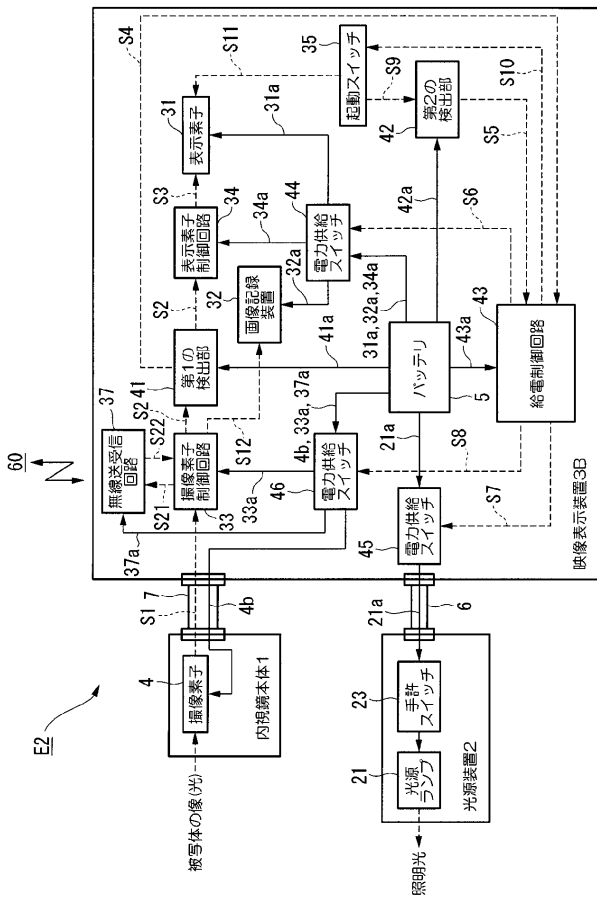 E2
60
被写体の像(光)
撮像素子
4
内視鏡本体1
S1
7
4b
37a
無線送受信
回路
37
S21
S22
撮像素子
制御回路
33
33a
S12
S2
第1の
検出部
41
41a
S2
表示素子
制御回路
34
34a
S3
表示素子
31
31a
S4
S11
起動スイッチ
35
画像記録
装置
32
32a
電力供給
スイッチ
44
S9
第2の
検出部
42
42a
S10
S5
S6
31a, 32a, 34a
4b, 33a, 37a
電力供給
スイッチ
46
バッテリ
5
21a
43a
給電制御回路
43
S8
S7
電力供給
スイッチ
45
映像表示装置3B
21a
6
手許
スイッチ
23
光源
ランプ
21
光源装置2
照明光